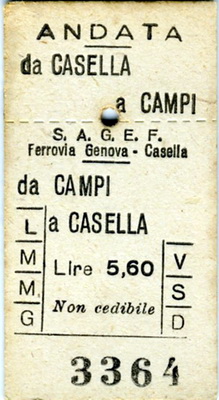 ANDATA
da CASELLA
a CAMPI
S. A. G. E. F.
Ferrovia Genova - Casella
da CAMPI
a CASELLA
L
M
M
G
Lire 5,60
Non cedibile
V
S
D
3364